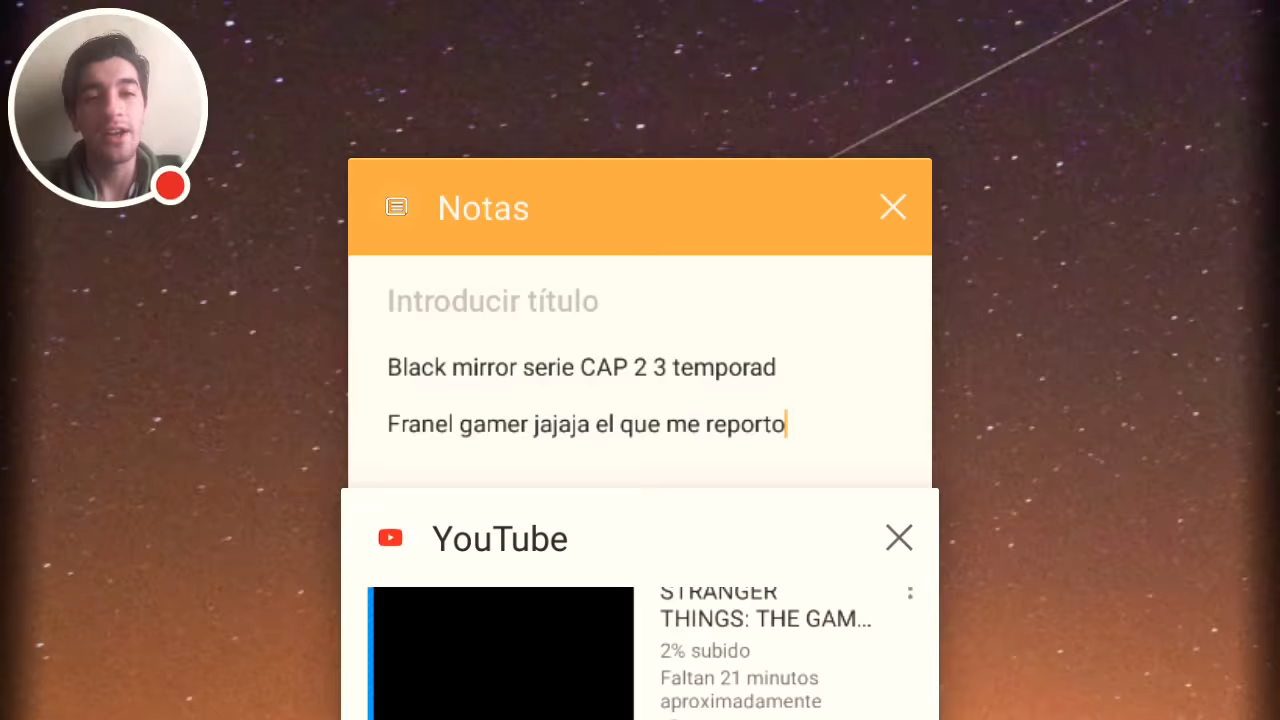 Notas
Introducir título
Black mirror serie CAP 2 3 temporad
Franel gamer jajaja el que me reporto
YouTube
STRANGER
THINGS: THE GAM...
2% subido
Faltan 21 minutos
aproximadamente